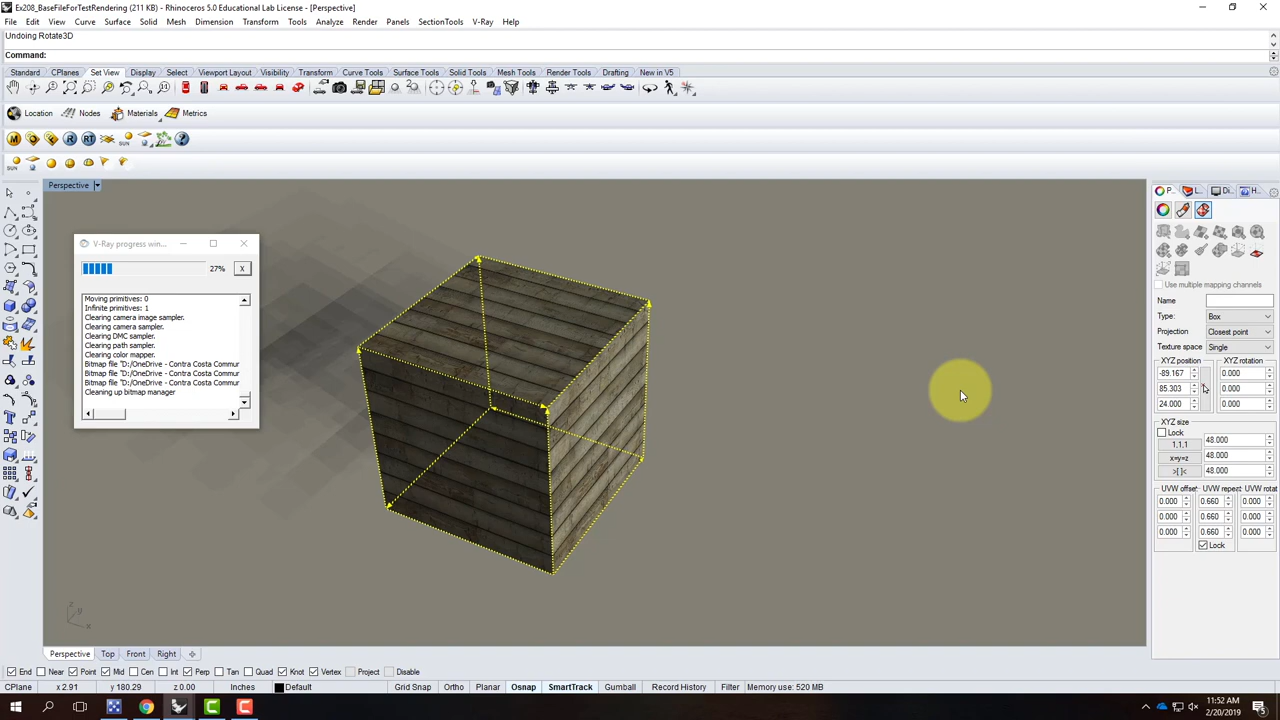 Ex208_BaseFileForTestRendering (211 KB) - Rhinoceros 5.0 Educational Lab License - [Perspective]
File Edit View Curve Surface Solid Mesh Dimension Transform Tools Analyze Render Panels SectionTools V-Ray Help
Undoing Rotate3D
Command:
Standard CPlanes Set View Display Select Viewport Layout Visibility Transform Curve Tools Surface Tools Solid Tools Mesh Tools Render Tools Drafting New in V5
Location Nodes Materials Metrics
M R RT SUN
SUN
Perspective
V-Ray progress win...
27% X
Moving primitives: 0
Infinite primitives: 1
Clearing camera image sampler.
Clearing camera sampler.
Clearing DMC sampler.
Clearing path sampler.
Clearing color mapper.
Bitmap file "D:/OneDrive - Contra Costa Commur
Bitmap file "D:/OneDrive - Contra Costa Commur
Bitmap file "D:/OneDrive - Contra Costa Commur
Cleaning up bitmap manager
P... L... Di... H...
Use multiple mapping channels
Name
Type: Box
Projection: Closest point
Texture space: Single
XYZ position XYZ rotation
-89.167 0.000
85.303 0.000
24.000 0.000
XYZ size
Lock 48.000
1,1,1
x=y=z 48.000
>[ ]< 48.000
UVW offset UVW repeat UVW rotat
0.000 0.660 0.000
0.000 0.660 0.000
0.000 0.660 0.000
Lock
z y x
Perspective Top Front Right
End Near Point Mid Cen Int Perp Tan Quad Knot Vertex Project Disable
CPlane x 2.91 y 180.29 z 0.00 Inches Default Grid Snap Ortho Planar Osnap SmartTrack Gumball Record History Filter Memory use: 520 MB
11:52 AM
2/20/2019